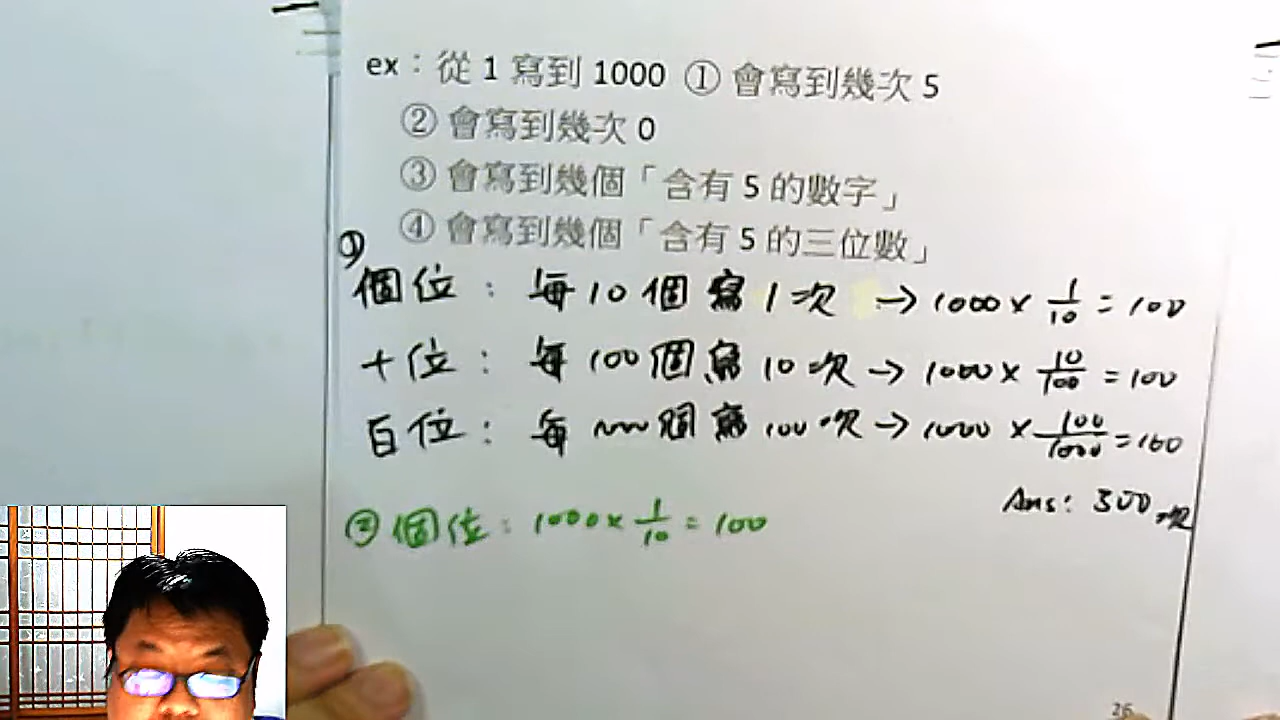 ex：從 1 寫到 1000 ① 會寫到幾次 5
② 會寫到幾次 0
③ 會寫到幾個「含有 5 的數字」
④ 會寫到幾個「含有 5 的三位數」
①
個位：每 10 個寫 1 次 → 1000 × 1/10 = 100
十位：每 100 個寫 10 次 → 1000 × 10/100 = 100
百位：每 1000 個寫 100 次 → 1000 × 100/1000 = 100
Ans: 300 次
② 個位：1000 × 1/10 = 100
26